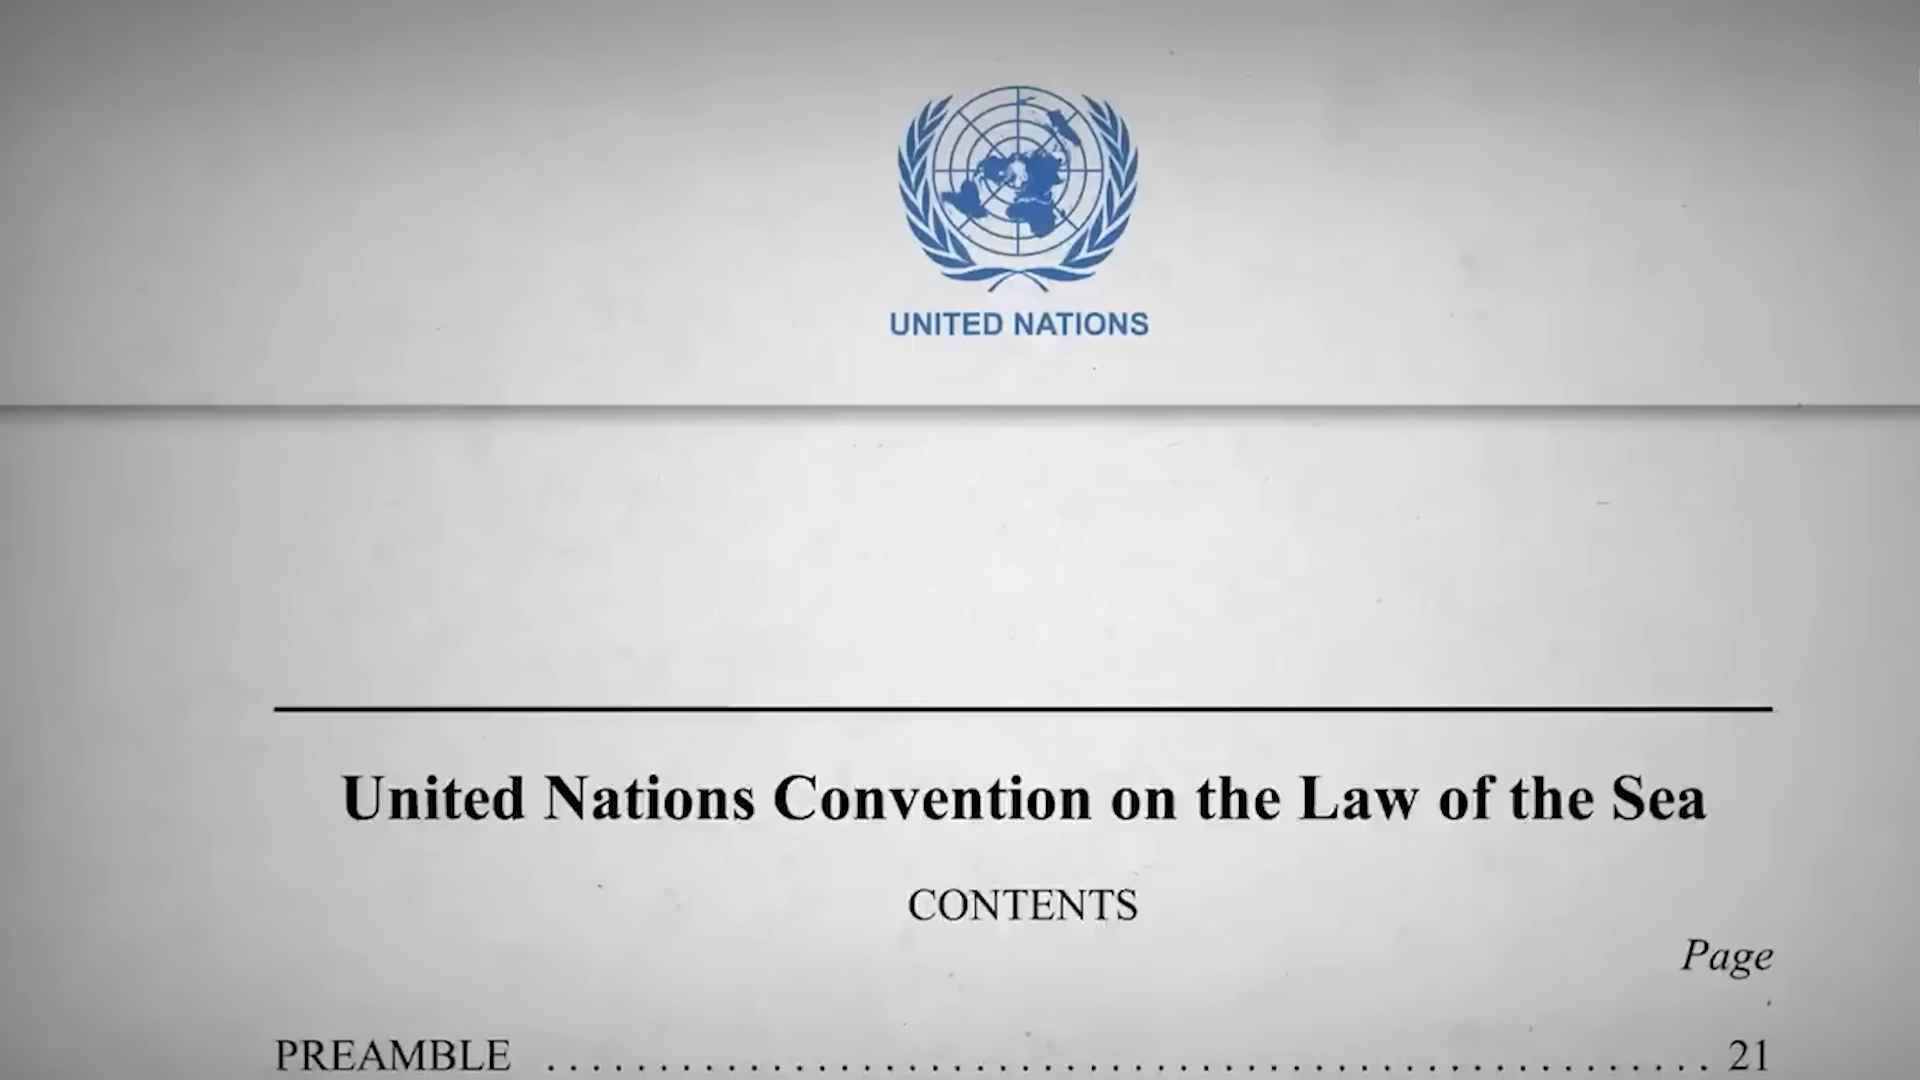 UNITED NATIONS
United Nations Convention on the Law of the Sea
CONTENTS
Page
PREAMBLE ........................................................ 21